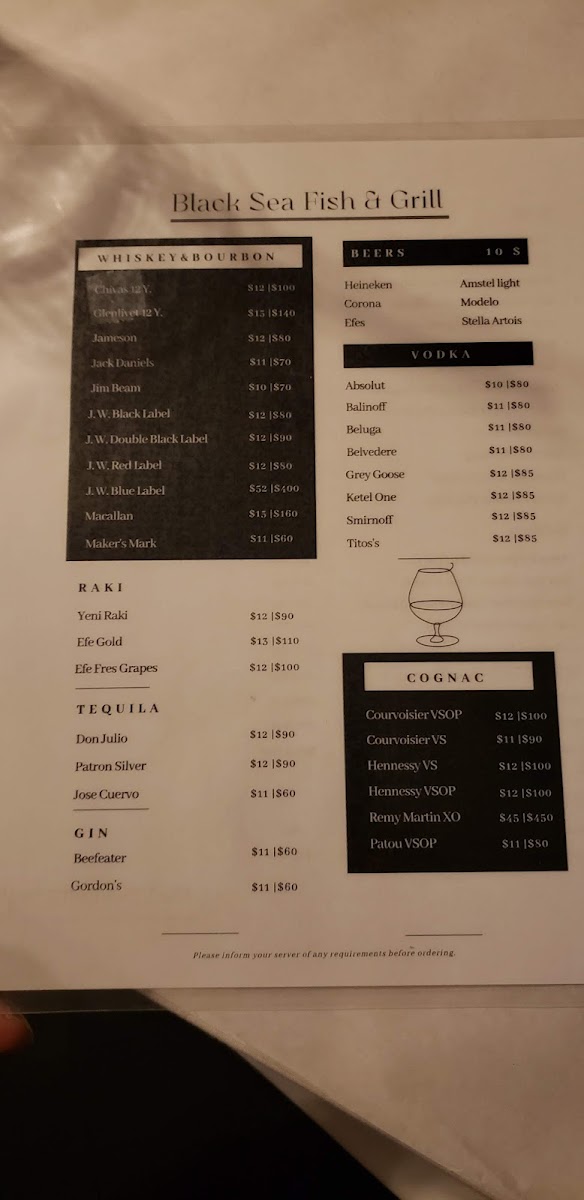 Black Sea Fish & Grill
WHISKEY&BOURBON
Chivas 12 Y. $12 |$100
Glenlivet 12 Y. $15 |$140
Jameson $12 |$80
Jack Daniels $11 |$70
Jim Beam $10 |$70
J.W. Black Label $12 |$80
J.W. Double Black Label $12 |$90
J.W. Red Label $12 |$80
J.W. Blue Label $52 |$400
Macallan $15 |$160
Maker's Mark $11 |$60
RAKI
Yeni Raki $12 |$90
Efe Gold $13 |$110
Efe Fres Grapes $12 |$100
TEQUILA
Don Julio $12 |$90
Patron Silver $12 |$90
Jose Cuervo $11 |$60
GIN
Beefeater $11 |$60
Gordon's $11 |$60
BEERS 10 $
Heineken Amstel light
Corona Modelo
Efes Stella Artois
VODKA
Absolut $10 |$80
Balinoff $11 |$80
Beluga $11 |$80
Belvedere $11 |$80
Grey Goose $12 |$85
Ketel One $12 |$85
Smirnoff $12 |$85
Titos's $12 |$85
COGNAC
Courvoisier VSOP $12 |$100
Courvoisier VS $11 |$90
Hennessy VS $12 |$100
Hennessy VSOP $12 |$100
Remy Martin XO $45 |$450
Patou VSOP $11 |$80
Please inform your server of any requirements before ordering.